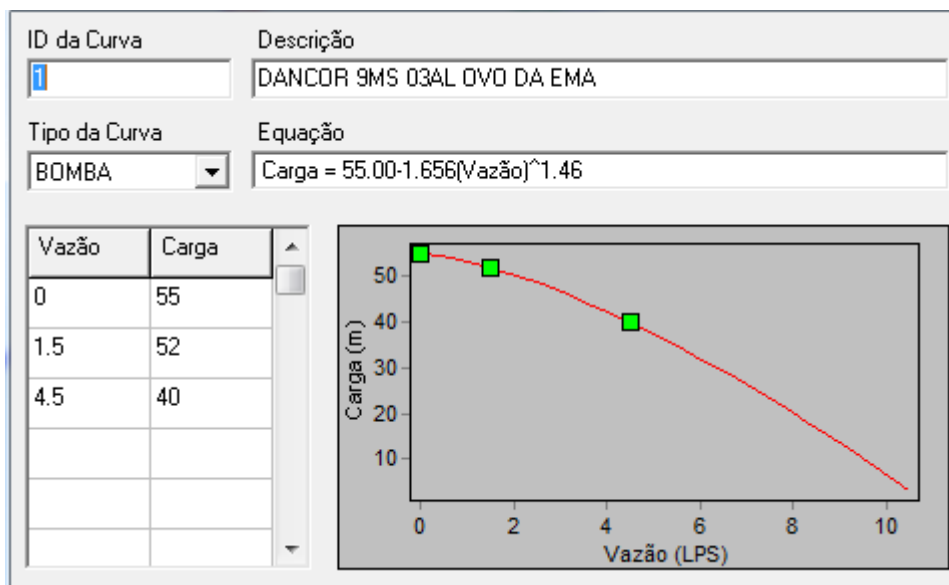 ID da Curva
Descrição
1
DANCOR 9MS 03AL OVO DA EMA
Tipo da Curva
Equação
BOMBA
Carga = 55.00-1.656(Vazão)^1.46
Vazão Carga
0 55
1.5 52
4.5 40
Carga (m)
50
40
30
20
10
0 2 4 6 8 10
Vazão (LPS)